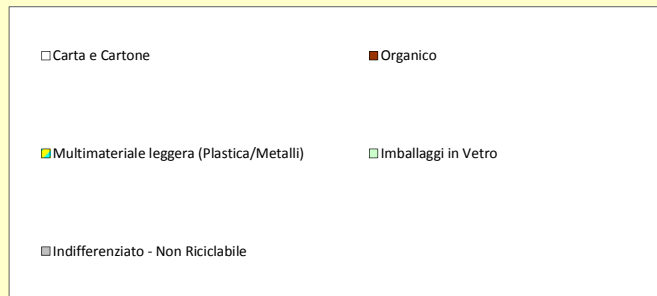 Carta e Cartone
Organico
Multimateriale leggera (Plastica/Metalli)
Imballaggi in Vetro
Indifferenziato - Non Riciclabile